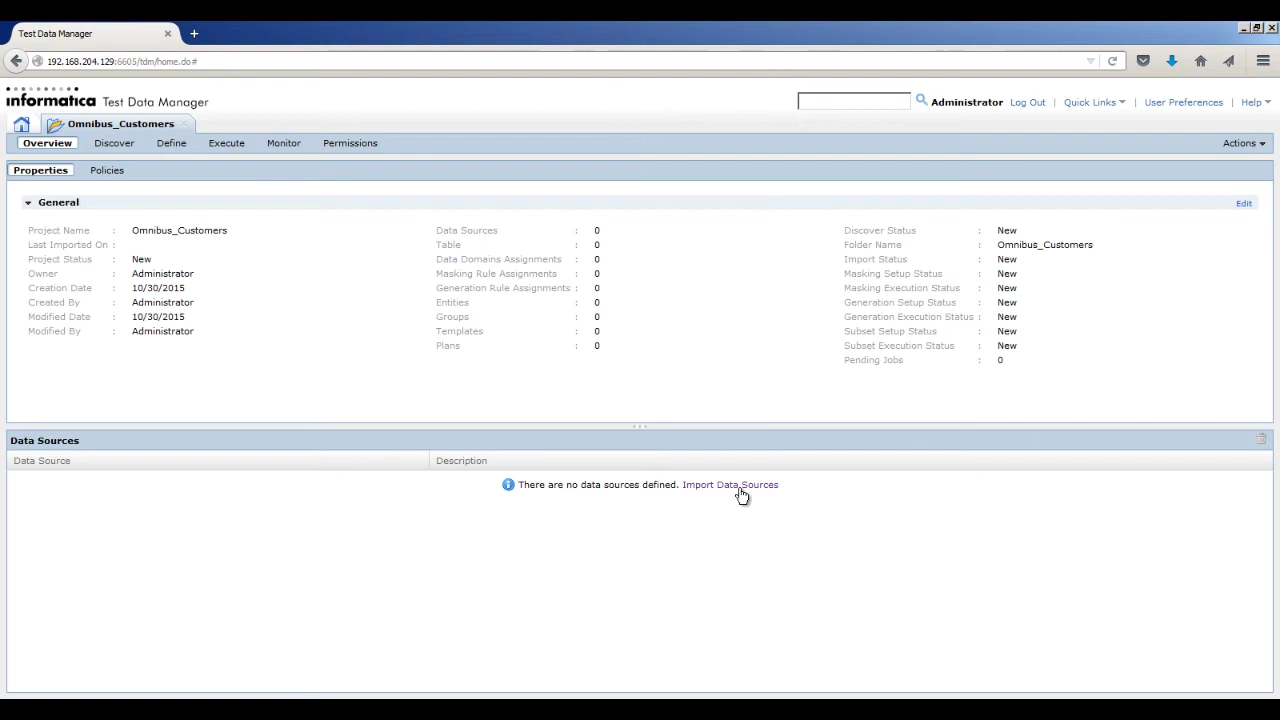 Test Data Manager
192.168.204.129:6605/tdm/home.do#
informatica Test Data Manager
Administrator Log Out | Quick Links | User Preferences | Help
Omnibus_Customers
Overview Discover Define Execute Monitor Permissions Actions
Properties Policies
General Edit
Project Name : Omnibus_Customers Data Sources : 0 Discover Status : New
Last Imported On : Table : 0 Folder Name : Omnibus_Customers
Project Status : New Data Domains Assignments : 0 Import Status : New
Owner : Administrator Masking Rule Assignments : 0 Masking Setup Status : New
Creation Date : 10/30/2015 Generation Rule Assignments : 0 Masking Execution Status : New
Created By : Administrator Entities : 0 Generation Setup Status : New
Modified Date : 10/30/2015 Groups : 0 Generation Execution Status : New
Modified By : Administrator Templates : 0 Subset Setup Status : New
Plans : 0 Subset Execution Status : New
Pending Jobs : 0
Data Sources
Data Source Description
There are no data sources defined. Import Data Sources